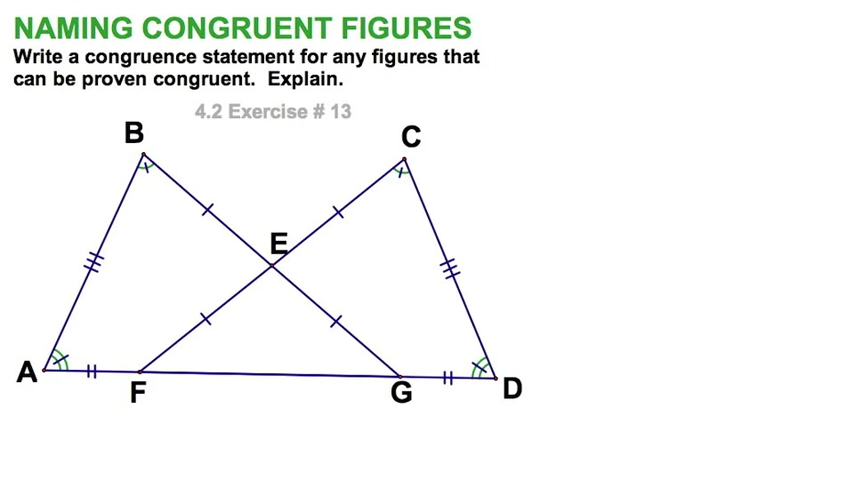 NAMING CONGRUENT FIGURES
Write a congruence statement for any figures that
can be proven congruent.  Explain.
4.2 Exercise # 13
B
C
E
A
F
G
D